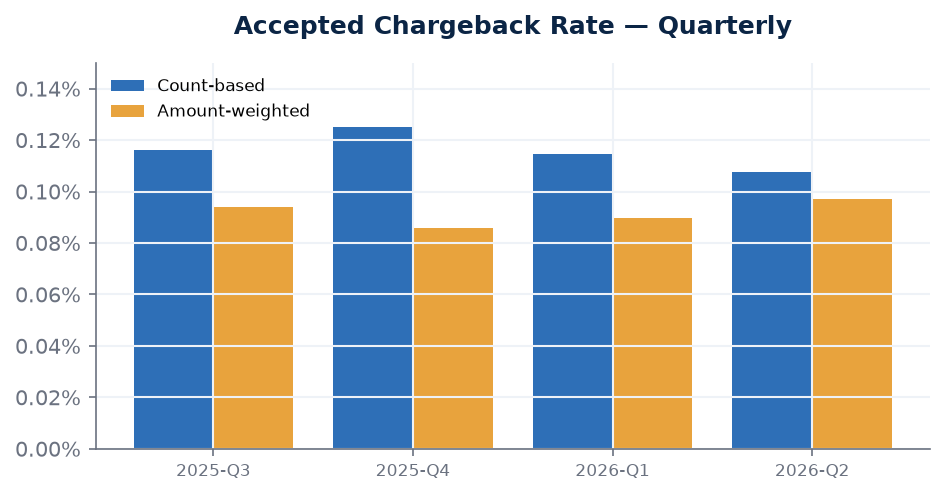 Accepted Chargeback Rate — Quarterly
Count-based
Amount-weighted
0.14%
0.12%
0.10%
0.08%
0.06%
0.04%
0.02%
0.00%
2025-Q3 2025-Q4 2026-Q1 2026-Q2